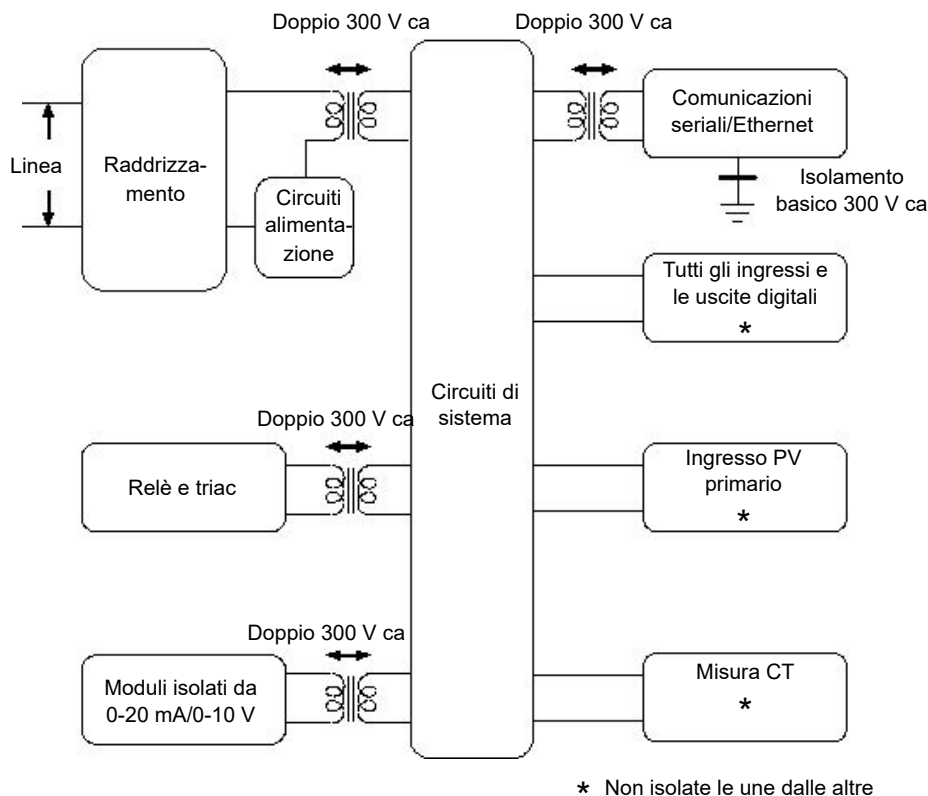 Doppio 300 V ca
Doppio 300 V ca
Linea
Raddrizza-
mento
Circuiti
alimenta-
zione
Comunicazioni
seriali/Ethernet
Isolamento
basico 300 V ca
Tutti gli ingressi e
le uscite digitali
*
Circuiti di
sistema
Doppio 300 V ca
Relè e triac
Ingresso PV
primario
*
Doppio 300 V ca
Moduli isolati da
0-20 mA/0-10 V
Misura CT
*
* Non isolate le une dalle altre